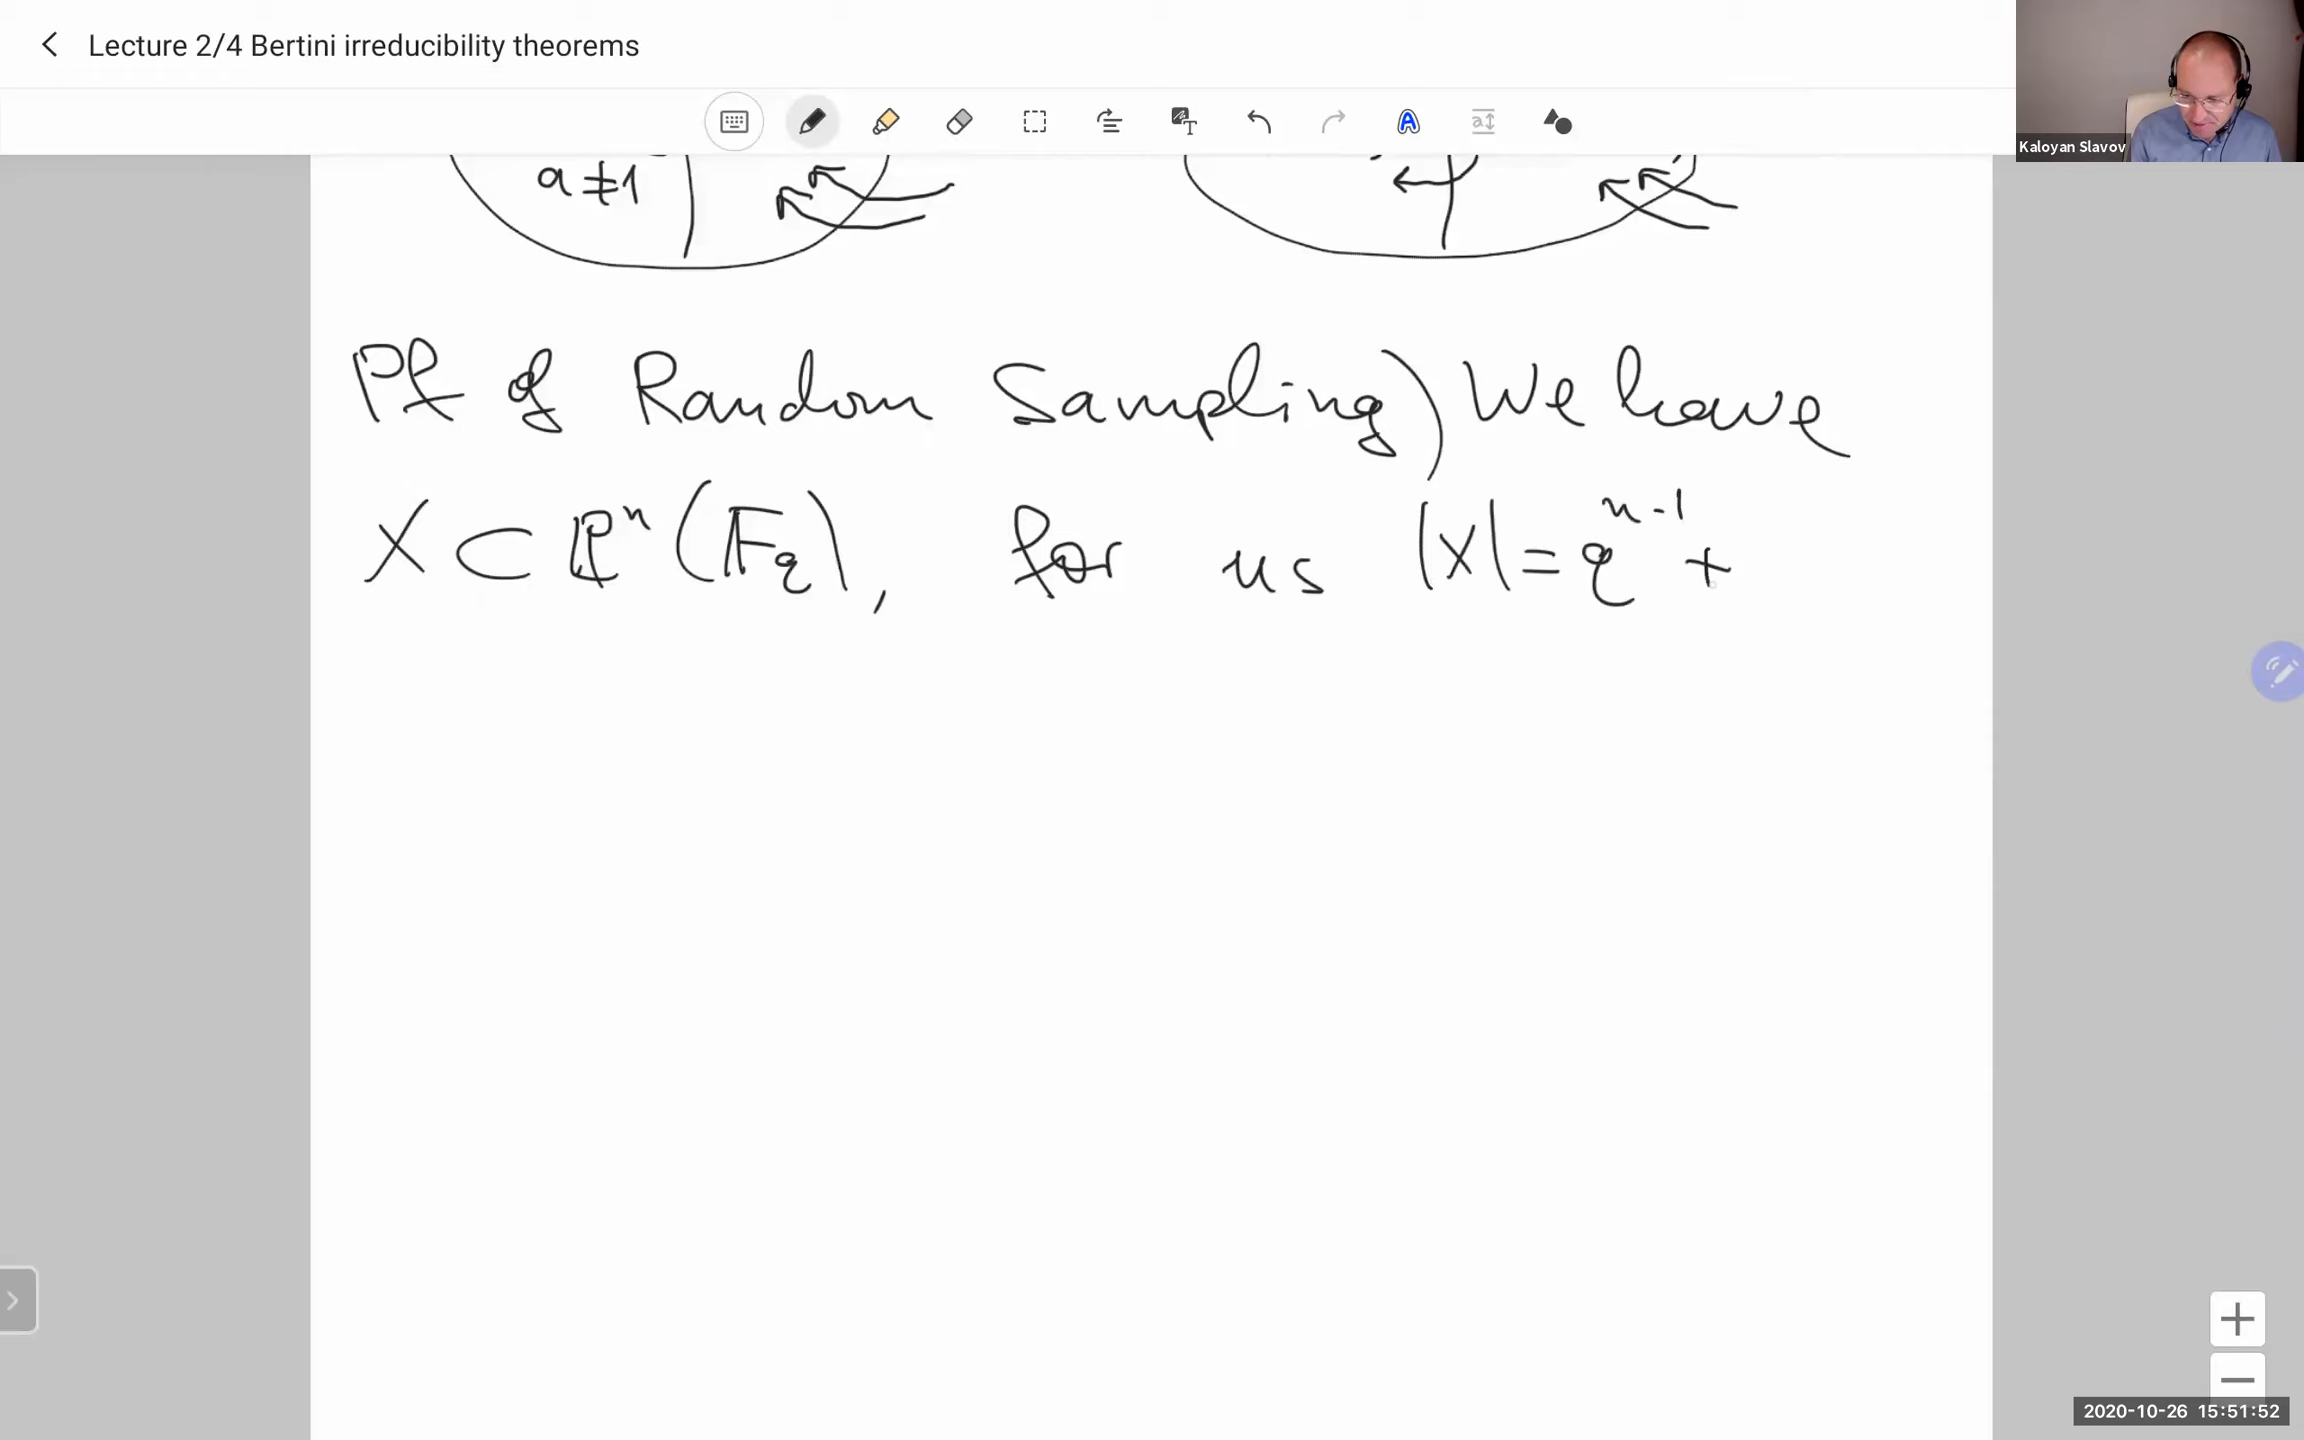 Lecture 2/4 Bertini irreducibility theorems
Kaloyan Slavov
a ≠ 1
Pf of Random Sampling) We have
X ⊂ ℙⁿ(𝔽_q), for us |X| = qⁿ⁻¹ +
2020-10-26 15:51:52